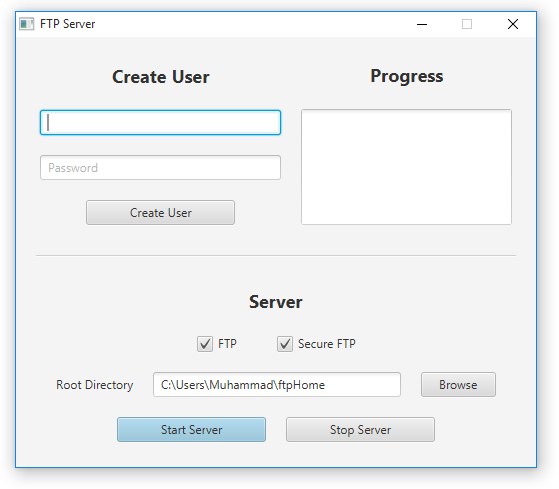 FTP Server
Create User
Progress
Password
Create User
Server
FTP
Secure FTP
Root Directory
C:\Users\Muhammad\ftpHome
Browse
Start Server
Stop Server